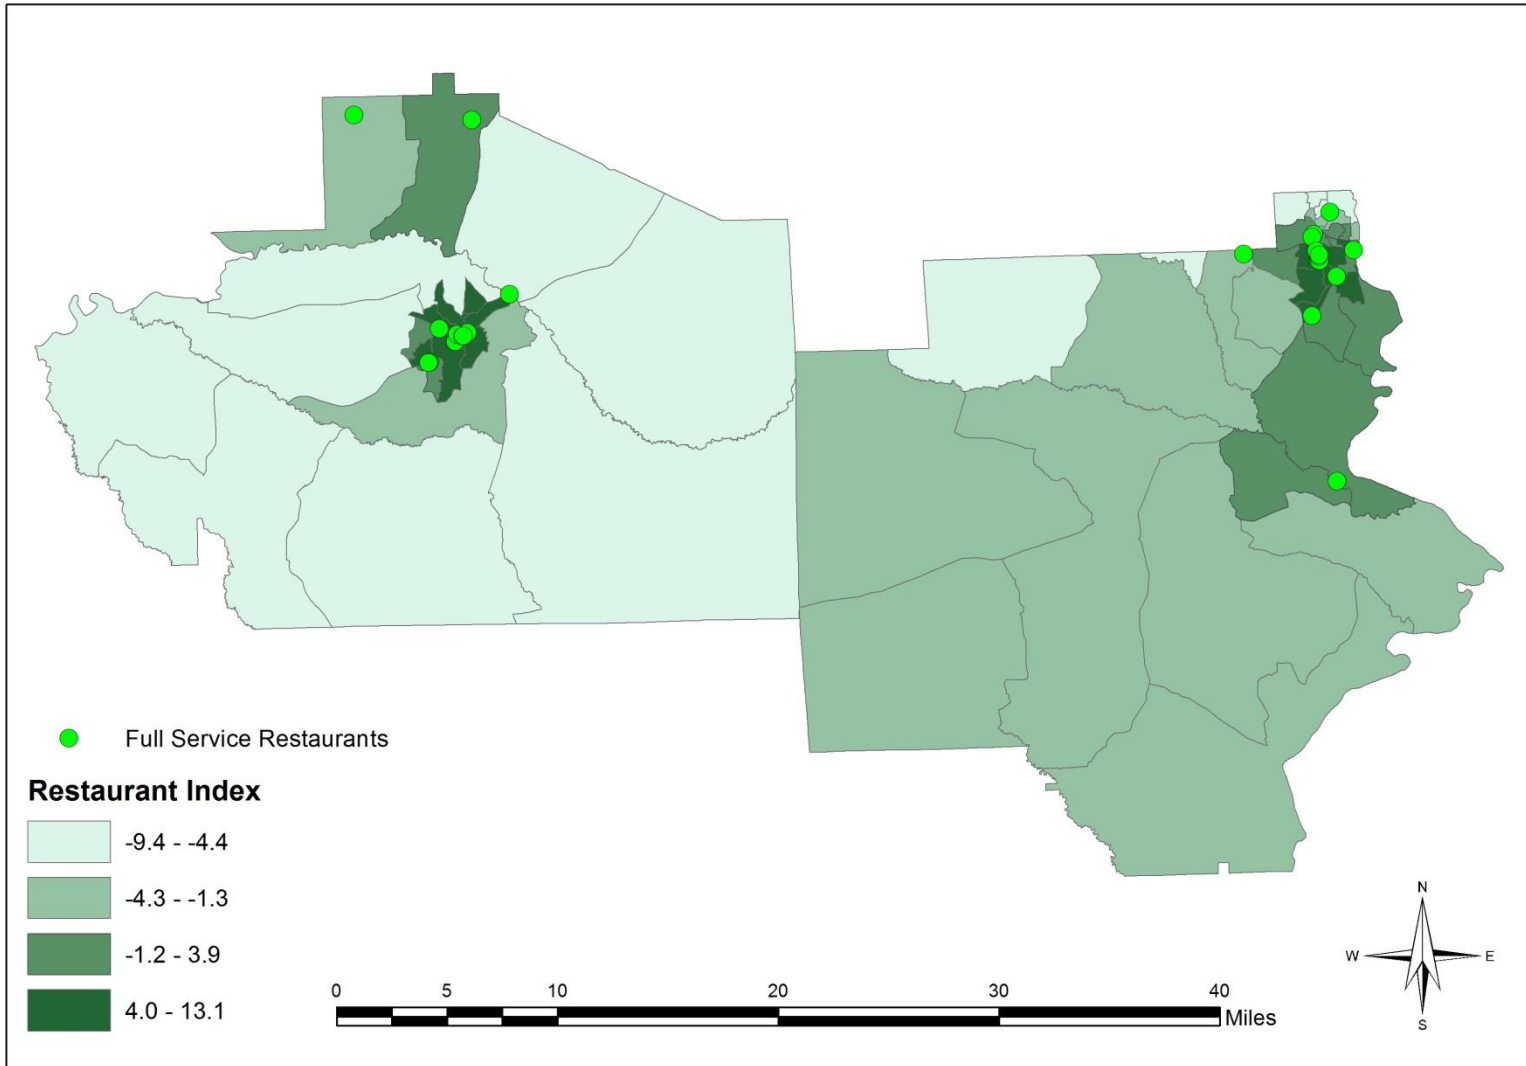 Full Service Restaurants
Restaurant Index
-9.4 - -4.4
-4.3 - -1.3
-1.2 - 3.9
4.0 - 13.1
0 5 10 20 30 40
Miles
N
W E
S